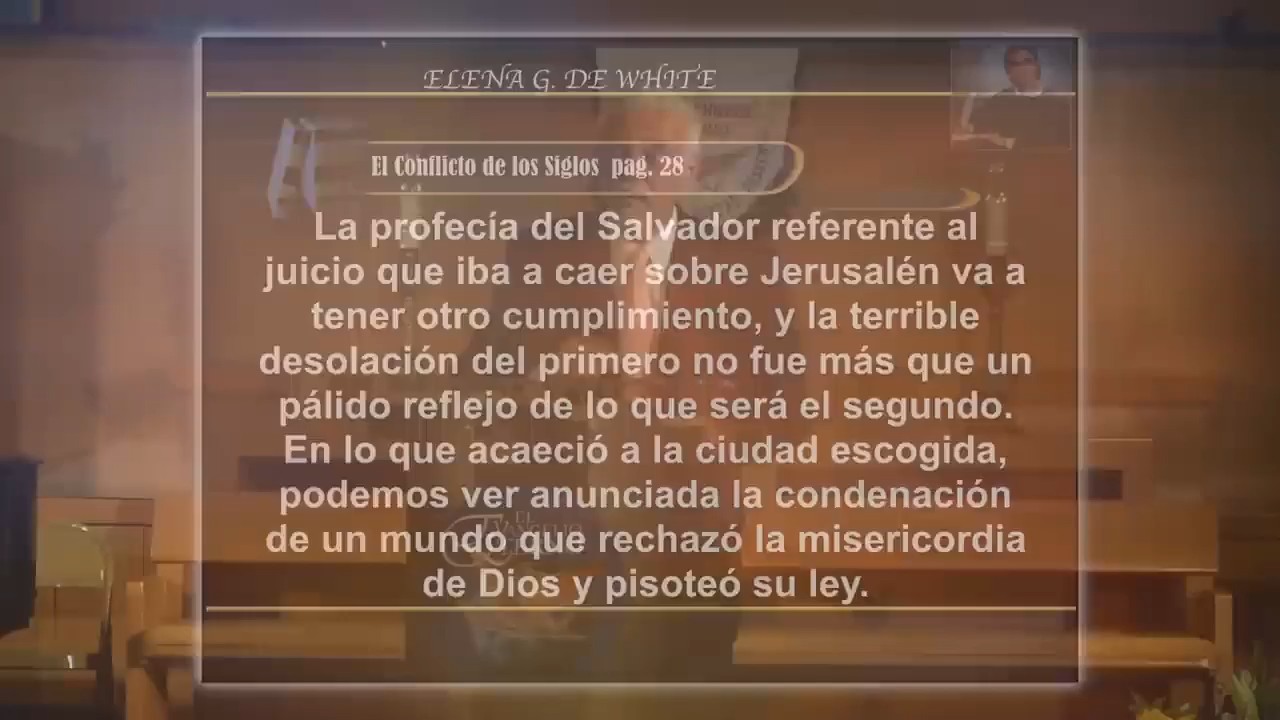 ELENA G. DE WHITE
El Conflicto de los Siglos pag. 28
La profecía del Salvador referente al
juicio que iba a caer sobre Jerusalén va a
tener otro cumplimiento, y la terrible
desolación del primero no fue más que un
pálido reflejo de lo que será el segundo.
En lo que acaeció a la ciudad escogida,
podemos ver anunciada la condenación
de un mundo que rechazó la misericordia
de Dios y pisoteó su ley.